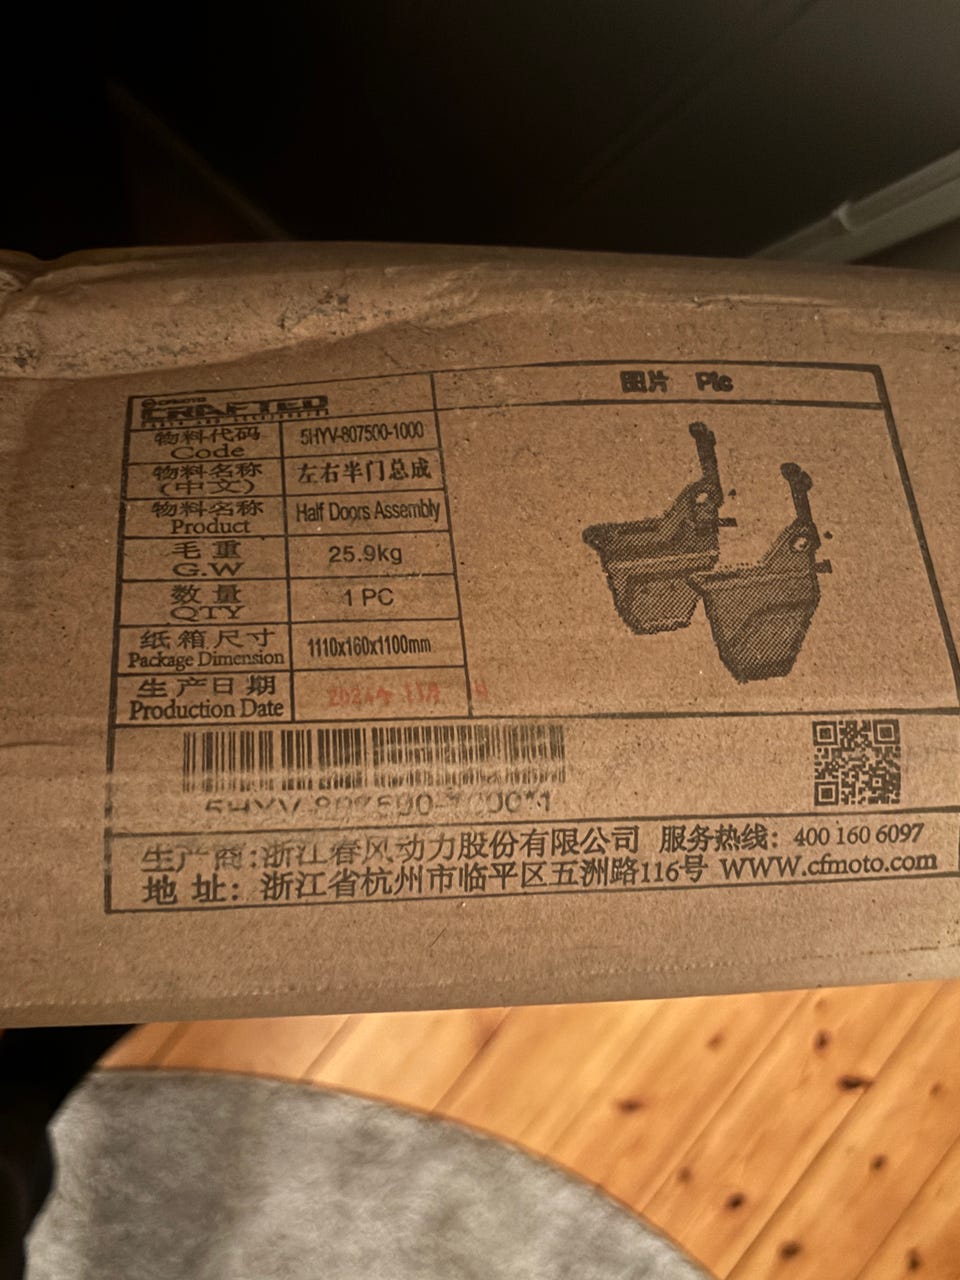 CFMOTO
CRAFTED
图片 Pic
物料代码
Code
5HYV-807500-1000
物料名称
(中文)
左右半门总成
物料名称
Product
Half Doors Assembly
毛重
G.W
25.9kg
数量
QTY
1 PC
纸箱尺寸
Package Dimension
1110x160x1100mm
生产日期
Production Date
5HYV-807500-1000*1
生产商:浙江春风动力股份有限公司 服务热线: 400 160 6097
地 址: 浙江省杭州市临平区五洲路116号 WWW.cfmoto.com